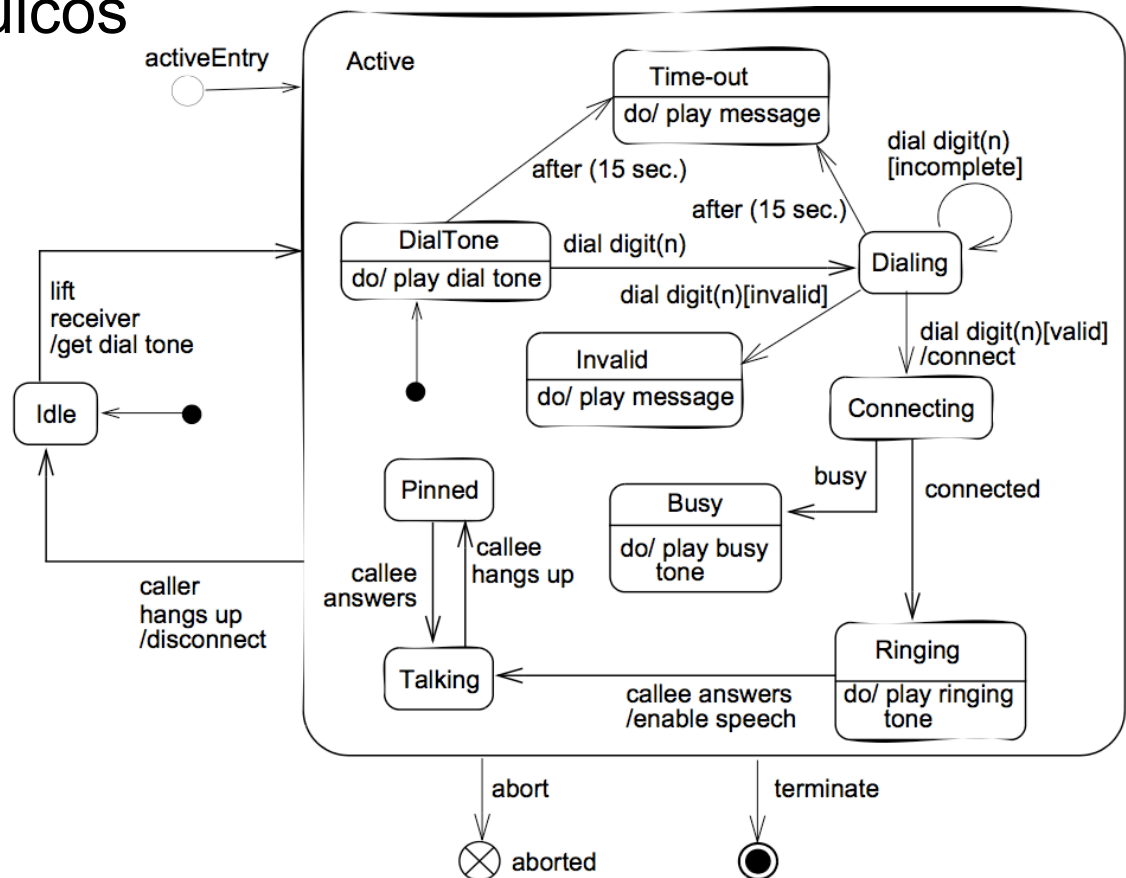 ulcos
activeEntry
Active
Time-out
do/ play message
dial digit(n)
[incomplete]
after (15 sec.)
after (15 sec.)
DialTone
do/ play dial tone
dial digit(n)
Dialing
dial digit(n)[invalid]
lift
receiver
/get dial tone
dial digit(n)[valid]
/connect
Invalid
do/ play message
Idle
Connecting
Pinned
busy
connected
Busy
do/ play busy
tone
callee
hangs up
callee
answers
caller
hangs up
/disconnect
Talking
Ringing
do/ play ringing
tone
callee answers
/enable speech
abort
terminate
aborted